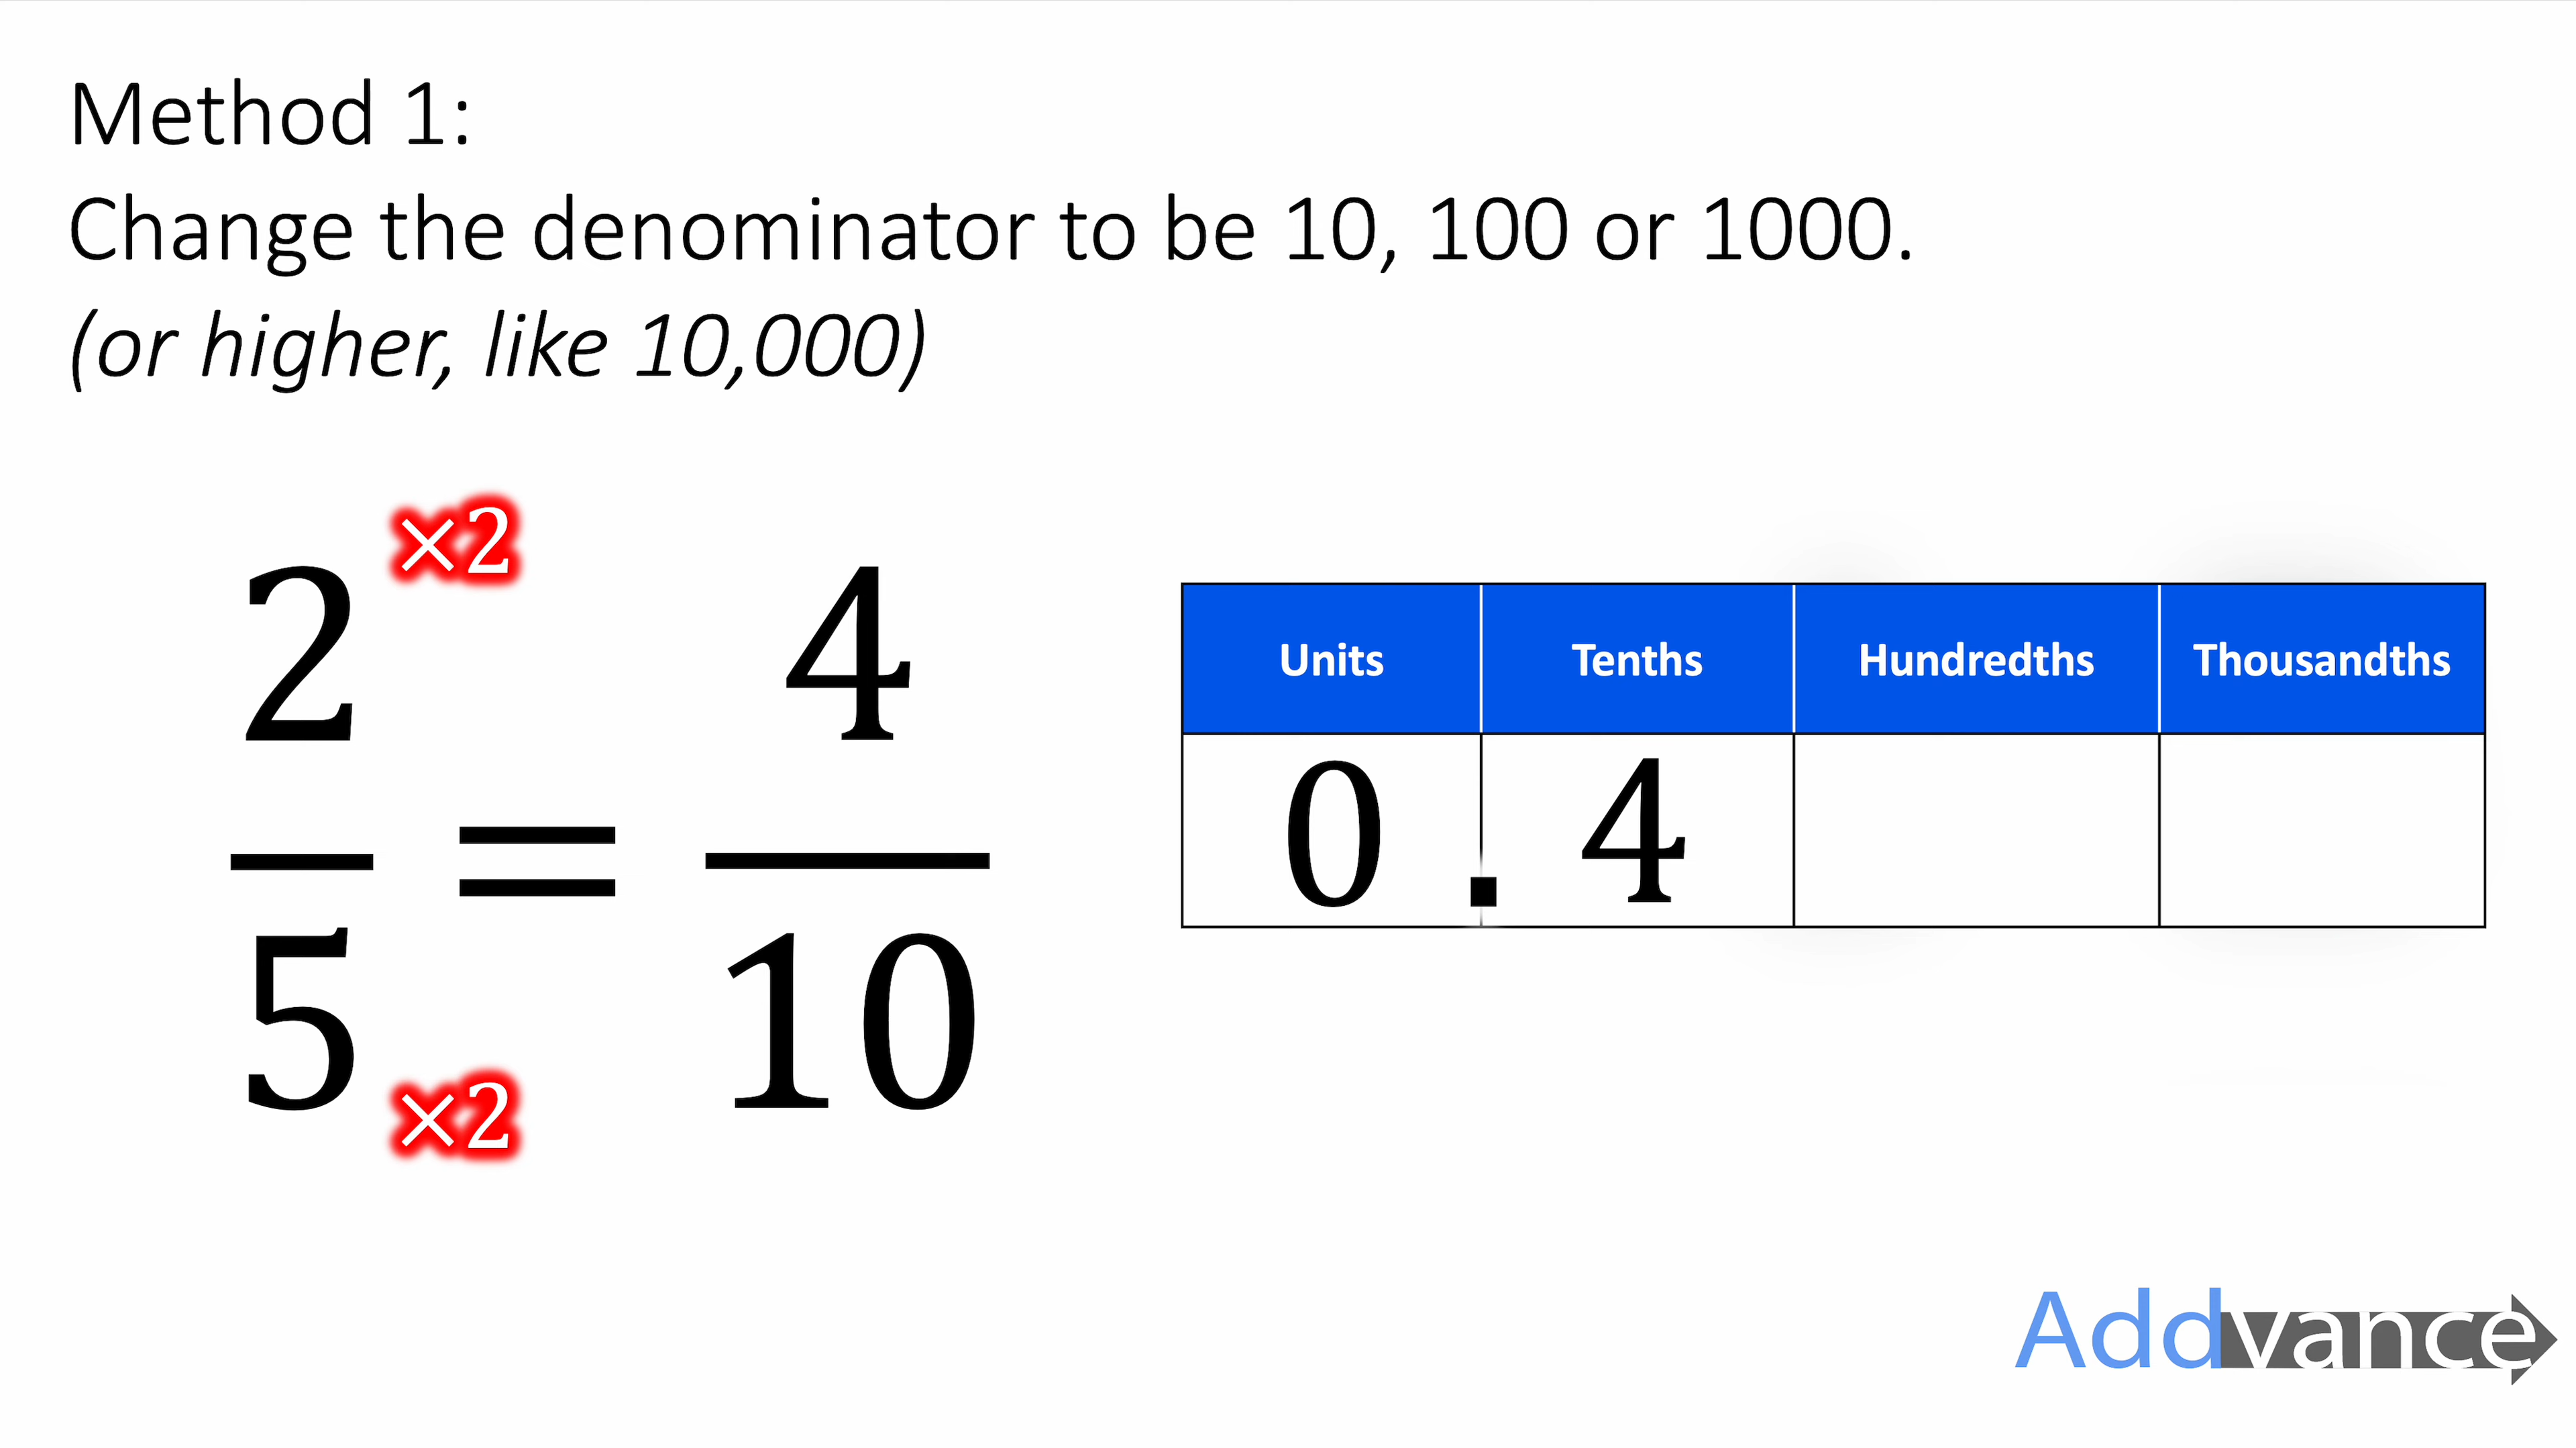 Method 1:
Change the denominator to be 10, 100 or 1000.
(or higher, like 10,000)
2 ×2
5 ×2
=
4
10
Units Tenths Hundredths Thousandths
0 . 4
Addvance